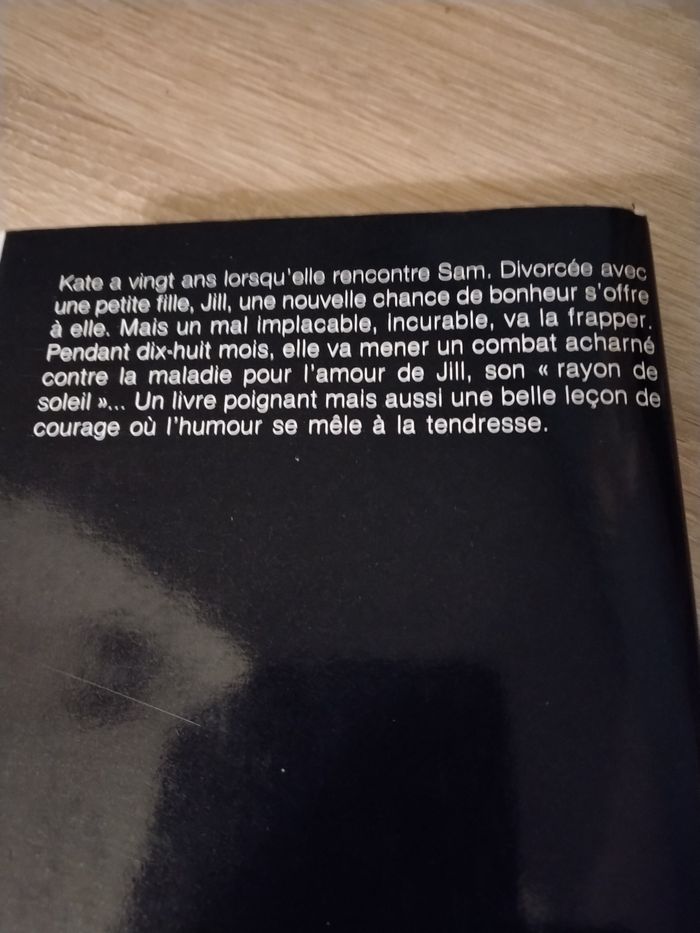 Kate a vingt ans lorsqu'elle rencontre Sam. Divorcée avec
une petite fille, Jill, une nouvelle chance de bonheur s'offre
à elle. Mais un mal implacable, incurable, va la frapper.
Pendant dix-huit mois, elle va mener un combat acharné
contre la maladie pour l'amour de Jill, son « rayon de
soleil »... Un livre poignant mais aussi une belle leçon de
courage où l'humour se mêle à la tendresse.